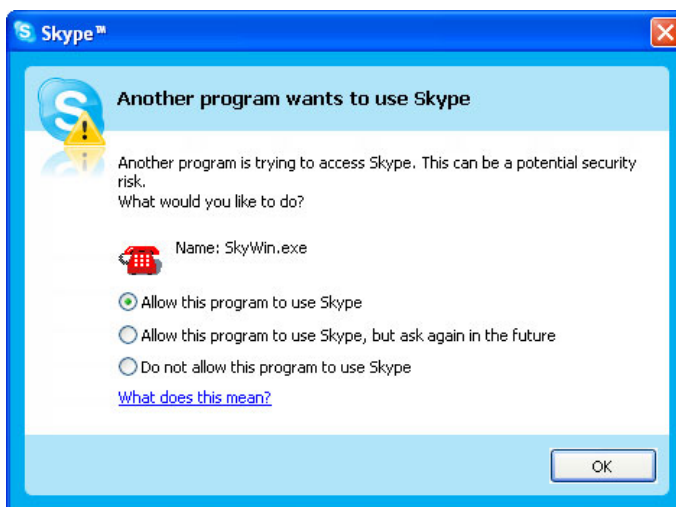 Skype™
Another program wants to use Skype
Another program is trying to access Skype. This can be a potential security
risk.
What would you like to do?
Name: SkyWin.exe
Allow this program to use Skype
Allow this program to use Skype, but ask again in the future
Do not allow this program to use Skype
What does this mean?
OK